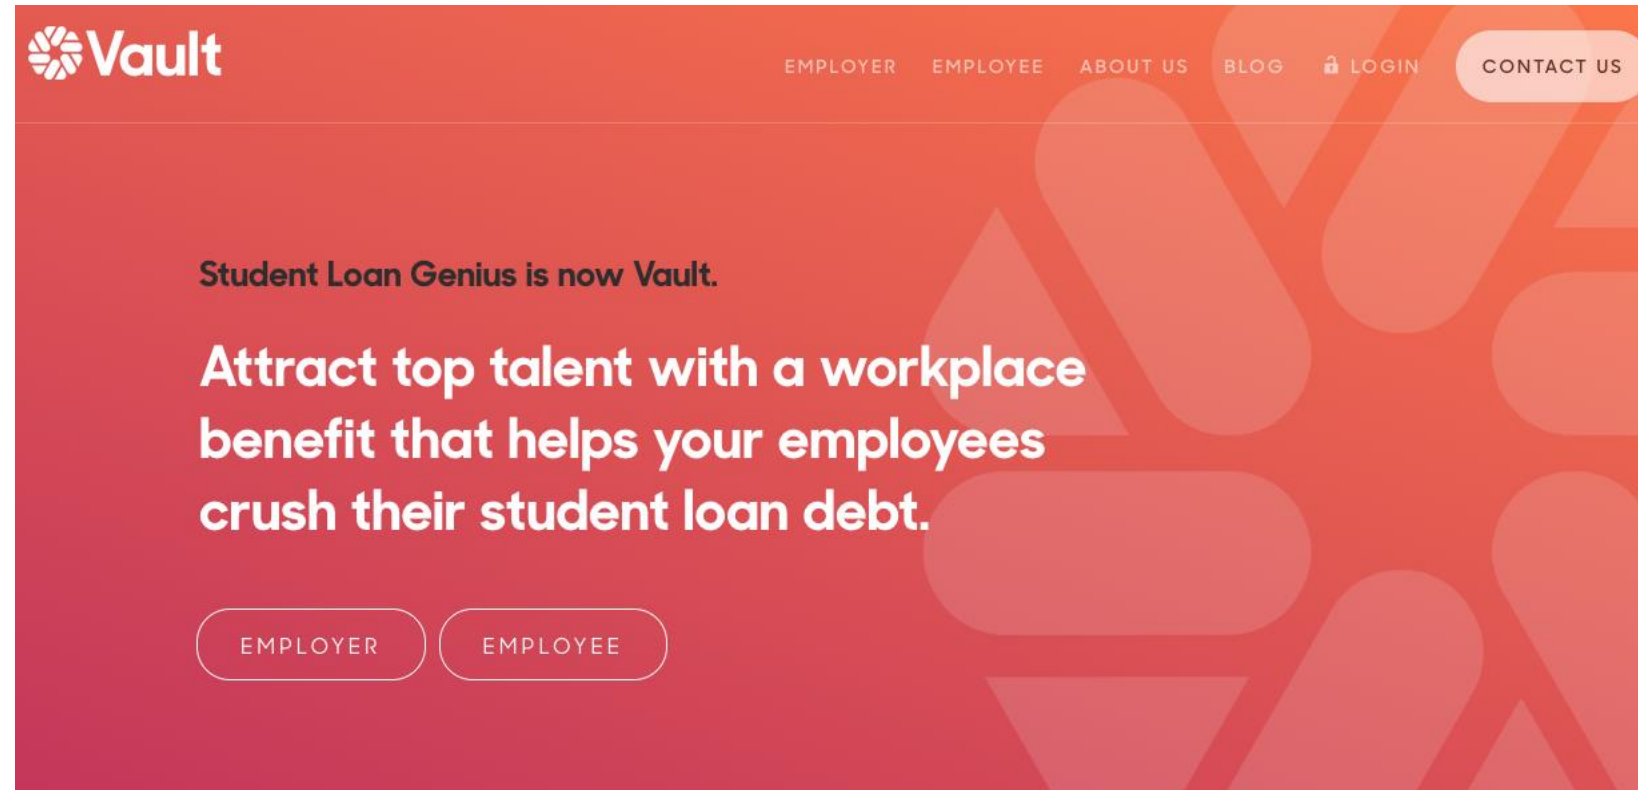 Vault
EMPLOYER EMPLOYEE ABOUT US BLOG LOGIN CONTACT US
Student Loan Genius is now Vault.
Attract top talent with a workplace
benefit that helps your employees
crush their student loan debt.
EMPLOYER EMPLOYEE